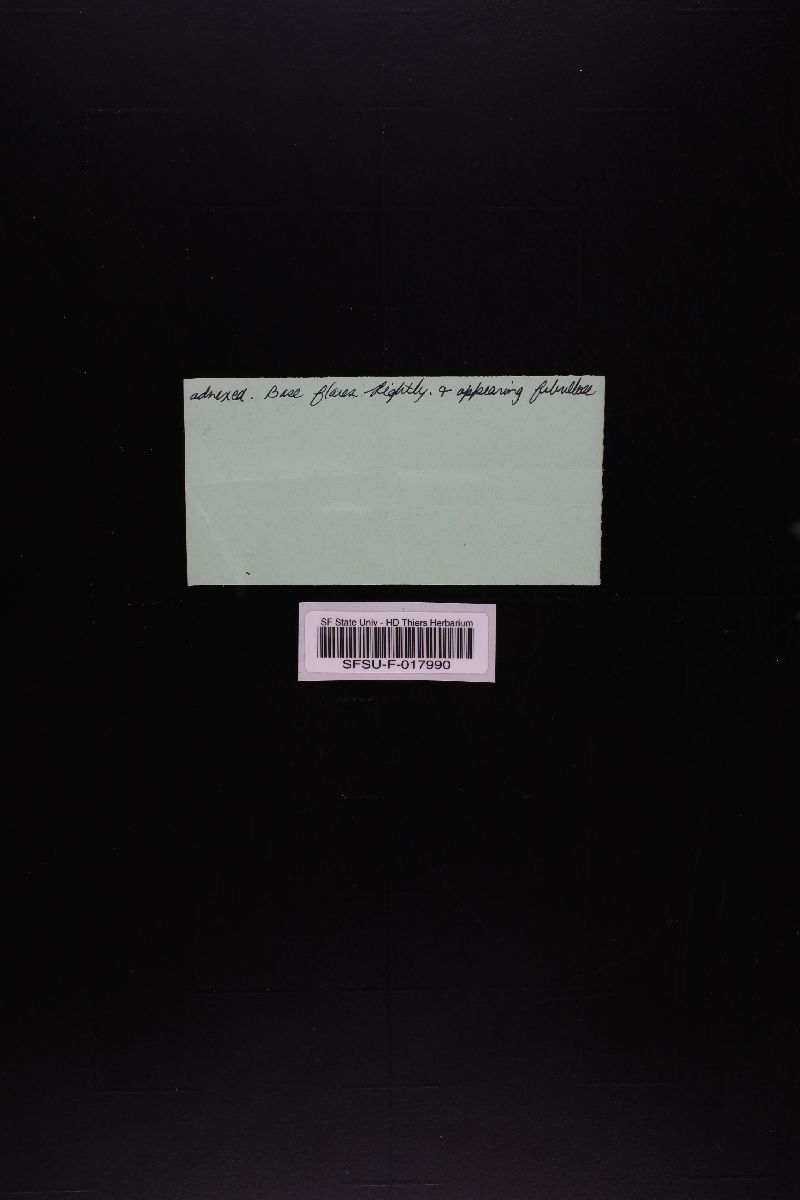 adnexed. Base flares slightly. & appearing fibrillose
SF State Univ - HD Thiers Herbarium
SFSU-F-017990